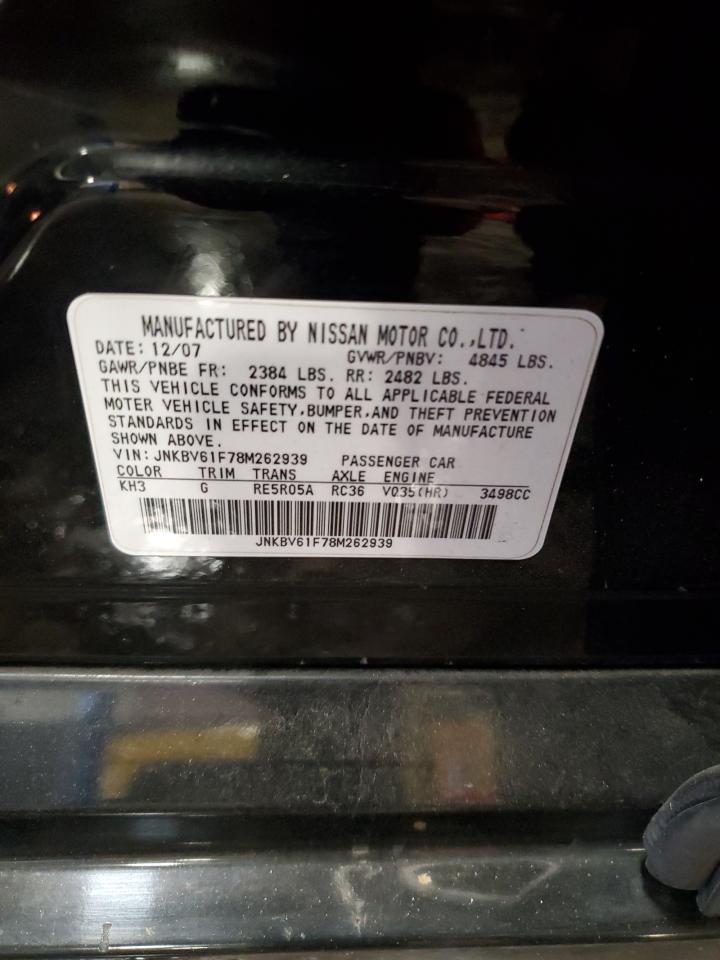 MANUFACTURED BY NISSAN MOTOR CO.,LTD.
DATE: 12/07 GVWR/PNBV: 4845 LBS.
GAWR/PNBE FR: 2384 LBS. RR: 2482 LBS.
THIS VEHICLE CONFORMS TO ALL APPLICABLE FEDERAL
MOTER VEHICLE SAFETY,BUMPER,AND THEFT PREVENTION
STANDARDS IN EFFECT ON THE DATE OF MANUFACTURE
SHOWN ABOVE.
VIN: JNKBV61F78M262939 PASSENGER CAR
COLOR TRIM TRANS AXLE ENGINE
KH3 G RE5R05A RC36 VQ35(HR) 3498CC
JNKBV61F78M262939